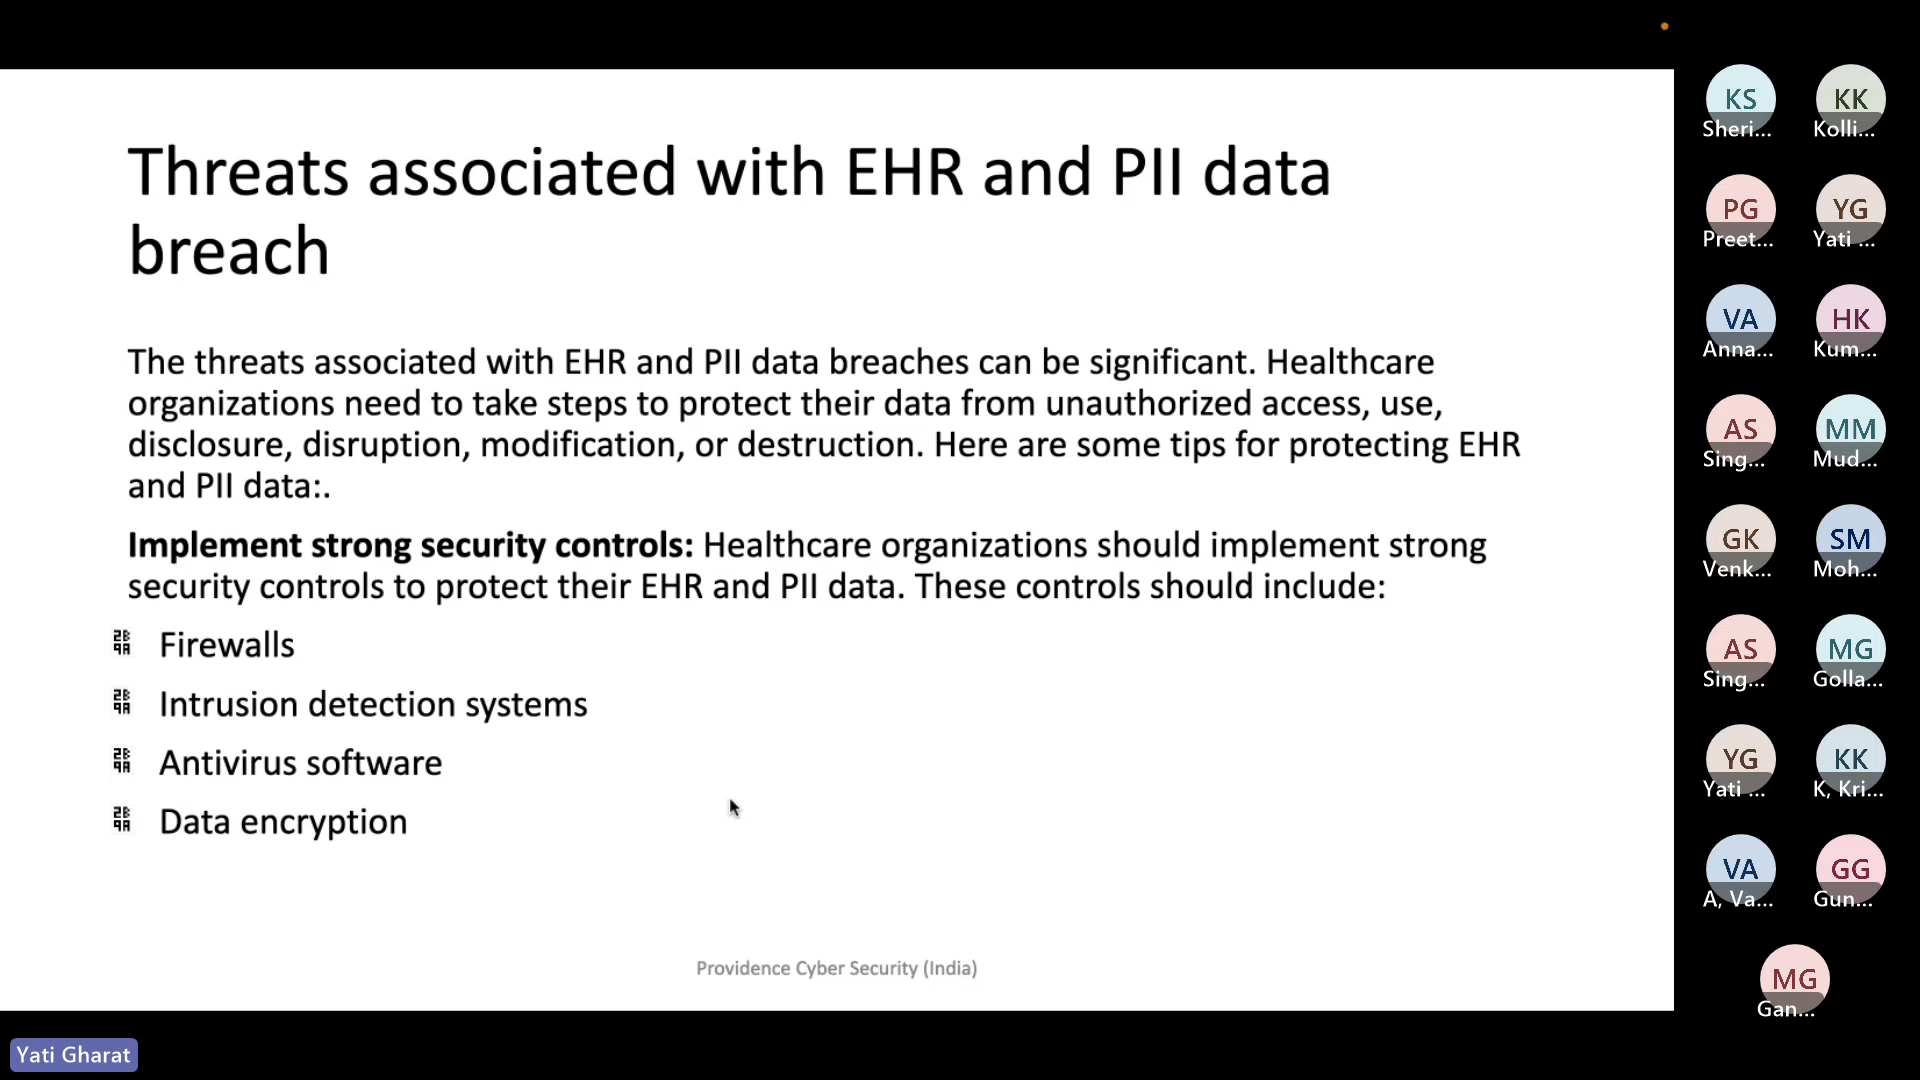 Threats associated with EHR and PII data
breach
The threats associated with EHR and PII data breaches can be significant. Healthcare
organizations need to take steps to protect their data from unauthorized access, use,
disclosure, disruption, modification, or destruction. Here are some tips for protecting EHR
and PII data:.
Implement strong security controls: Healthcare organizations should implement strong
security controls to protect their EHR and PII data. These controls should include:
Firewalls
Intrusion detection systems
Antivirus software
Data encryption
Providence Cyber Security (India)
Yati Gharat
KS
Sheri...
KK
Kolli...
PG
Preet...
YG
Yati ...
VA
Anna...
HK
Kum...
AS
Sing...
MM
Mud...
GK
Venk...
SM
Moh...
AS
Sing...
MG
Golla...
YG
Yati ...
KK
K, Kri...
VA
A, Va...
GG
Gun...
MG
Gan...